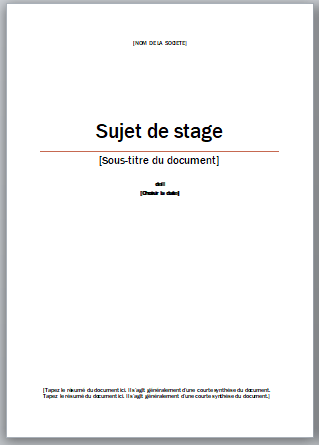 [NOM DE LA SOCIETE]
Sujet de stage
[Sous-titre du document]
dell
[Choisir la date]
[Tapez le résumé du document ici. Il s'agit généralement d'une courte synthèse du document.
Tapez le résumé du document ici. Il s'agit généralement d'une courte synthèse du document.]